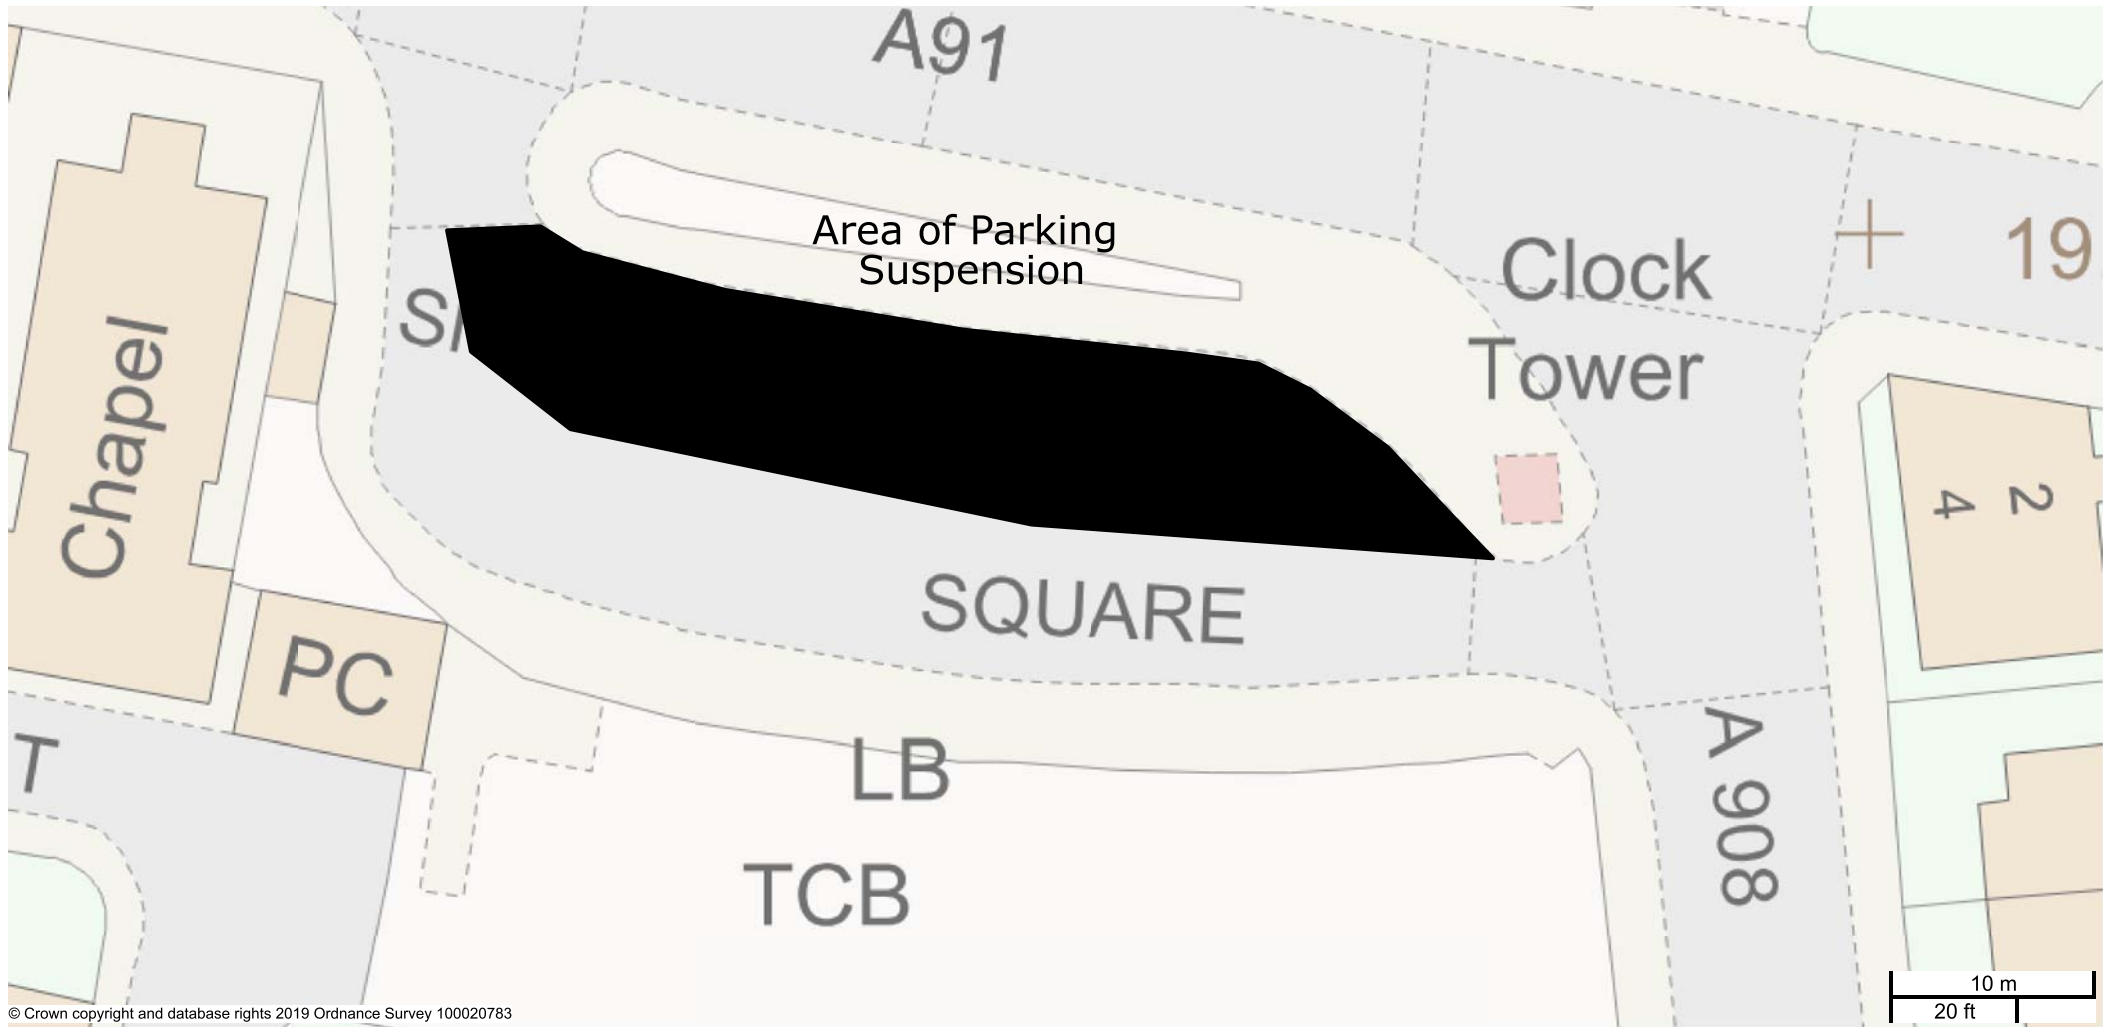 A91
Area of Parking
Suspension
Clock
Tower
19
Chapel
SQUARE
4
2
PC
T
LB
TCB
A 908
10 m
20 ft
© Crown copyright and database rights 2019 Ordnance Survey 100020783